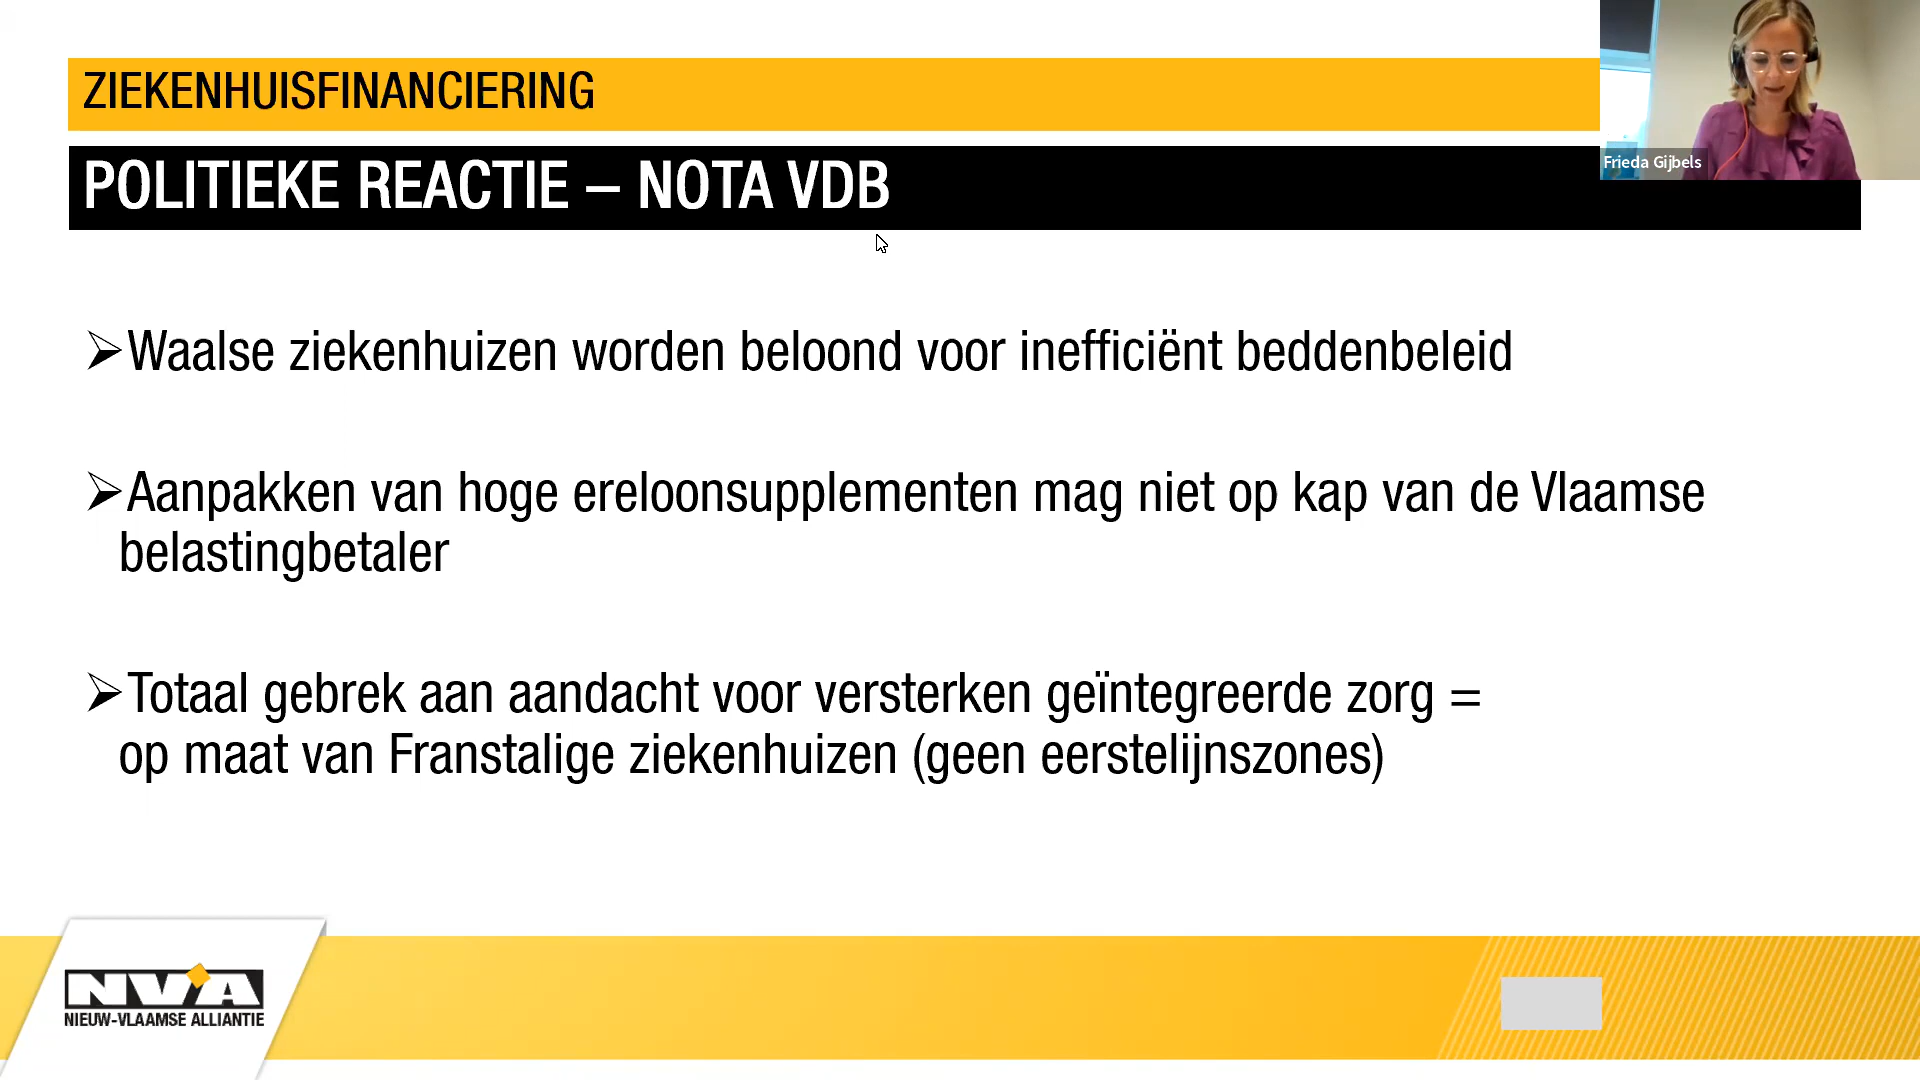 ZIEKENHUISFINANCIERING
Frieda Gijbels
POLITIEKE REACTIE – NOTA VDB
➢Waalse ziekenhuizen worden beloond voor inefficiënt beddenbeleid
➢Aanpakken van hoge ereloonsupplementen mag niet op kap van de Vlaamse
belastingbetaler
➢Totaal gebrek aan aandacht voor versterken geïntegreerde zorg =
op maat van Franstalige ziekenhuizen (geen eerstelijnszones)
N-VA
NIEUW-VLAAMSE ALLIANTIE